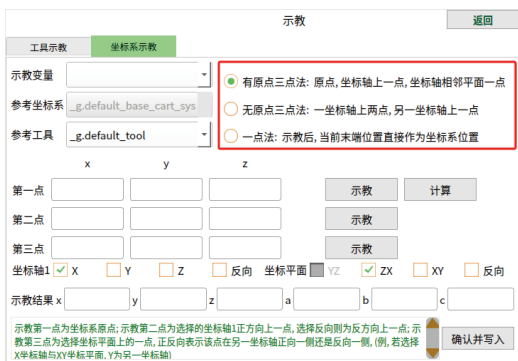 示教
返回
工具示教
坐标系示教
示教变量
有原点三点法: 原点, 坐标轴上一点, 坐标轴相邻平面一点
参考坐标系 _g.default_base_cart_sys
无原点三点法: 一坐标轴上两点, 另一坐标轴上一点
参考工具 _g.default_tool
一点法: 示教后, 当前末端位置直接作为坐标系位置
x y z
第一点 示教 计算
第二点 示教
第三点 示教
坐标轴1 X Y Z 反向 坐标平面 YZ ZX XY 反向
示教结果 x y z a b c
示教第一点为坐标系原点; 示教第二点为选择的坐标轴1正方向上一点, 选择反向则为反方向上一点; 示
教第三点为选择坐标平面上的一点, 正反向表示该点在另一坐标轴正向一侧还是反向一侧, (例, 若选择
X坐标轴与XY坐标平面, Y为另一坐标轴)
确认并写入